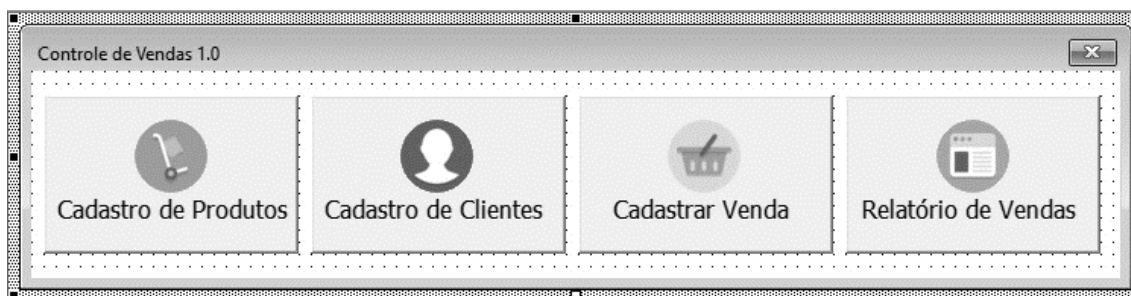 Controle de Vendas 1.0
Cadastro de Produtos
Cadastro de Clientes
Cadastrar Venda
Relatório de Vendas